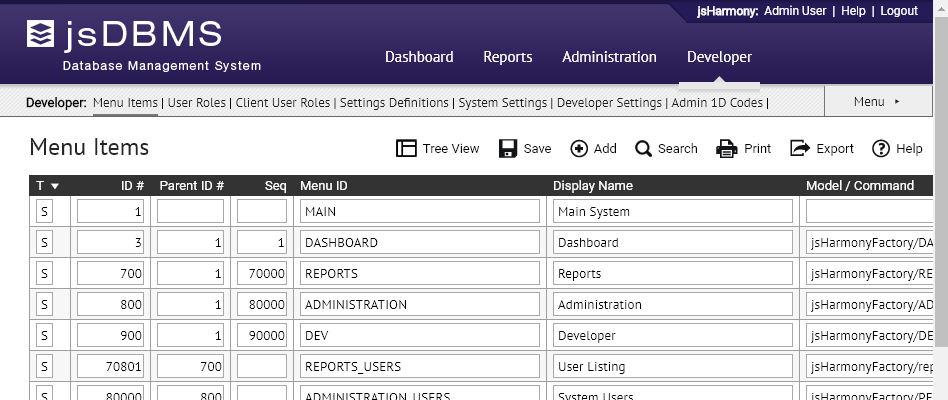 jsHarmony: Admin User | Help | Logout
jsDBMS
Database Management System
Dashboard Reports Administration Developer
Developer: Menu Items | User Roles | Client User Roles | Settings Definitions | System Settings | Developer Settings | Admin 1D Codes | Menu ▸
Menu Items Tree View Save Add Search Print Export Help
T ▼ ID # Parent ID # Seq Menu ID Display Name Model / Command
S 1 MAIN Main System
S 3 1 1 DASHBOARD Dashboard jsHarmonyFactory/DA
S 700 1 70000 REPORTS Reports jsHarmonyFactory/RE
S 800 1 80000 ADMINISTRATION Administration jsHarmonyFactory/AD
S 900 1 90000 DEV Developer jsHarmonyFactory/DE
S 70801 700 REPORTS_USERS User Listing jsHarmonyFactory/rep
S 80000 800 ADMINISTRATION_USERS System Users jsHarmonyFactory/PE